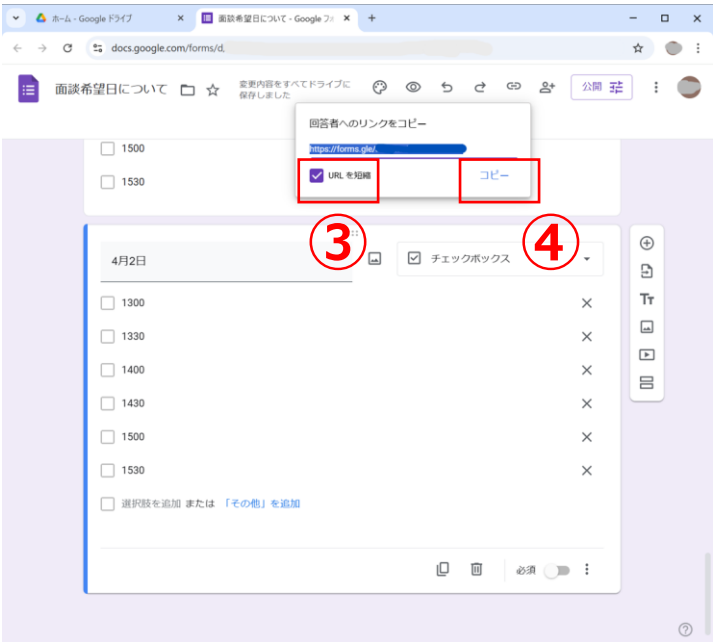 ホーム - Google ドライブ
面談希望日について - Google フォ
docs.google.com/forms/d.
面談希望日について
変更内容をすべてドライブに
保存しました
公開
回答者へのリンクをコピー
https://forms.gle/
URL を短縮
コピー
③
④
1500
1530
4月2日
チェックボックス
1300
1330
1400
1430
1500
1530
選択肢を追加 または 「その他」を追加
必須